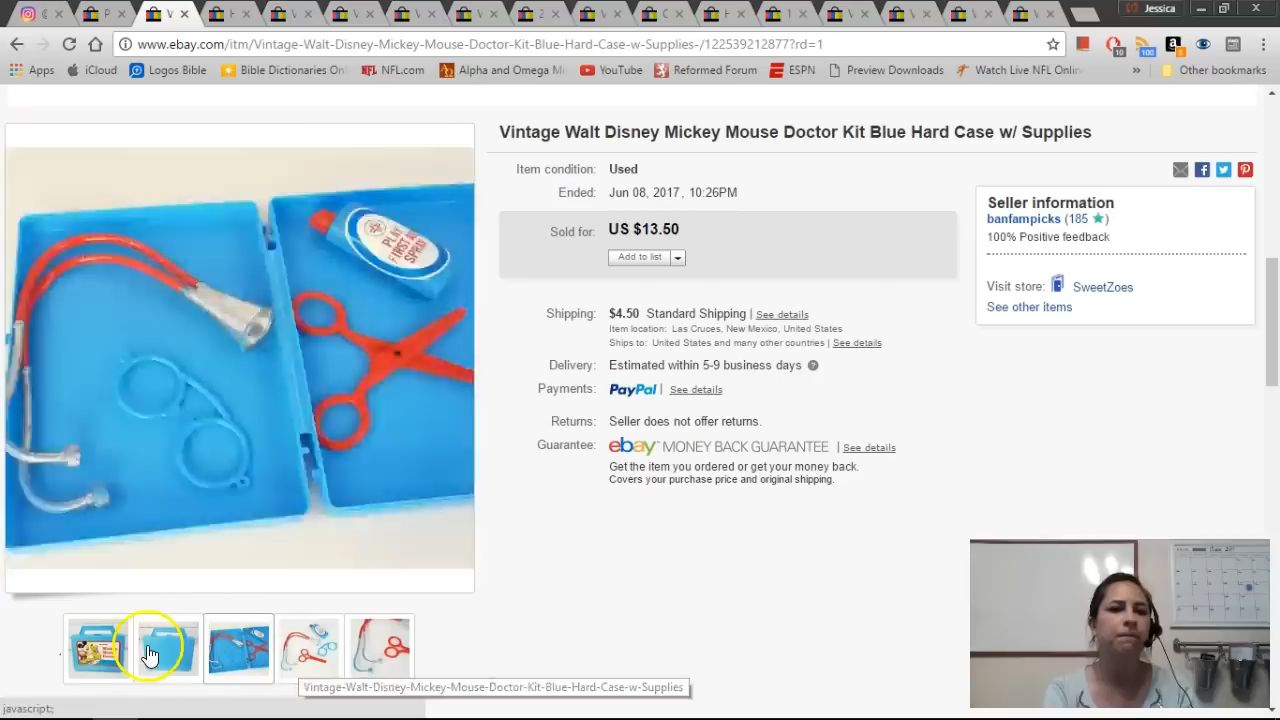 Jessica
www.ebay.com/itm/Vintage-Walt-Disney-Mickey-Mouse-Doctor-Kit-Blue-Hard-Case-w-Supplies-/122539212877?rd=1
10
100
Apps
iCloud
Logos Bible
Bible Dictionaries On
NFL.com
Alpha and Omega Mi
YouTube
Reformed Forum
ESPN
Preview Downloads
Watch Live NFL Onlin
»
Other bookmarks
Vintage Walt Disney Mickey Mouse Doctor Kit Blue Hard Case w/ Supplies
Item condition: Used
Ended: Jun 08, 2017 , 10:26PM
Sold for: US $13.50
Add to list
Shipping: $4.50 Standard Shipping | See details
Item location: Las Cruces, New Mexico, United States
Ships to: United States and many other countries | See details
Delivery: Estimated within 5-9 business days
Payments: PayPal | See details
Returns: Seller does not offer returns.
Guarantee: ebay MONEY BACK GUARANTEE | See details
Get the item you ordered or get your money back.
Covers your purchase price and original shipping.
Seller information
banfampicks (185 )
100% Positive feedback
Visit store: SweetZoes
See other items
FIRST
Vintage-Walt-Disney-Mickey-Mouse-Doctor-Kit-Blue-Hard-Case-w-Supplies
javascript:;